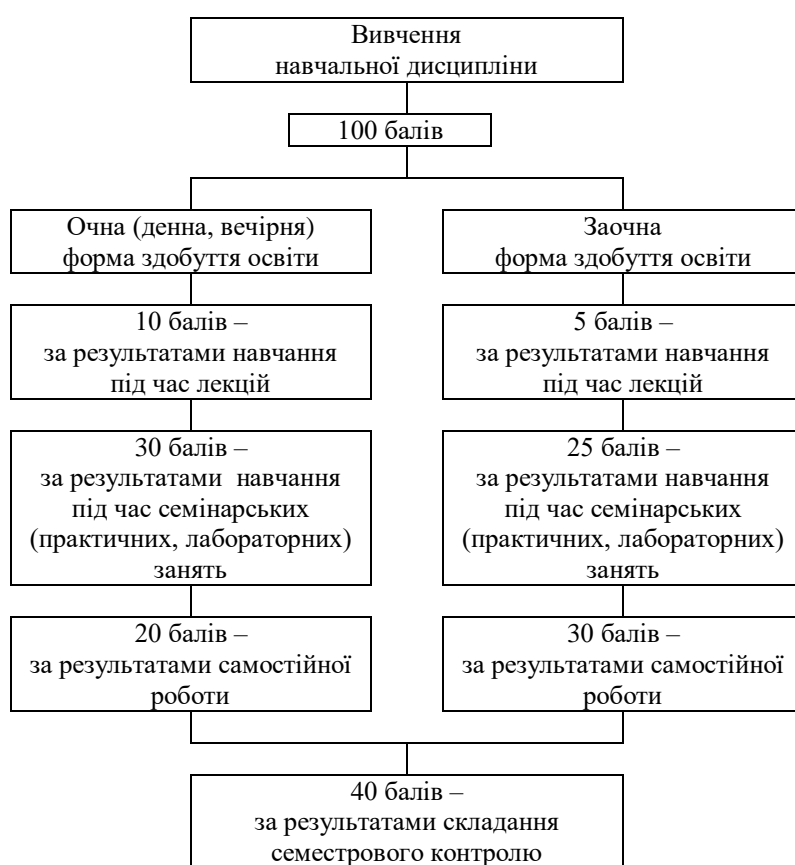 Вивчення
навчальної дисципліни
100 балів
Очна (денна, вечірня)
форма здобуття освіти
Заочна
форма здобуття освіти
10 балів –
за результатами навчання
під час лекцій
5 балів –
за результатами навчання
під час лекцій
30 балів –
за результатами навчання
під час семінарських
(практичних, лабораторних)
занять
25 балів –
за результатами навчання
під час семінарських
(практичних, лабораторних)
занять
20 балів –
за результатами самостійної
роботи
30 балів –
за результатами самостійної
роботи
40 балів –
за результатами складання
семестрового контролю